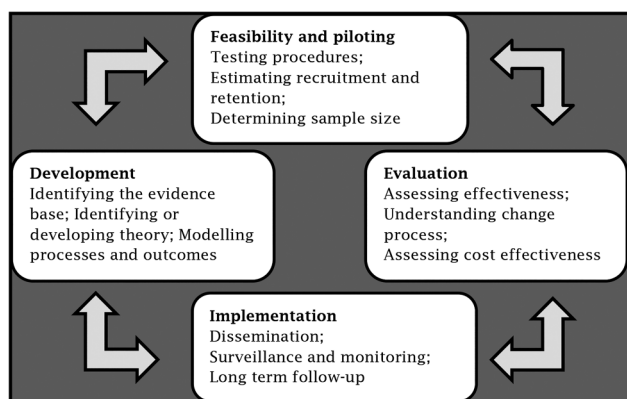 Feasibility and piloting
Testing procedures;
Estimating recruitment and
retention;
Determining sample size
Development
Identifying the evidence
base; Identifying or
developing theory; Modelling
processes and outcomes
Evaluation
Assessing effectiveness;
Understanding change
process;
Assessing cost effectiveness
Implementation
Dissemination;
Surveillance and monitoring;
Long term follow-up